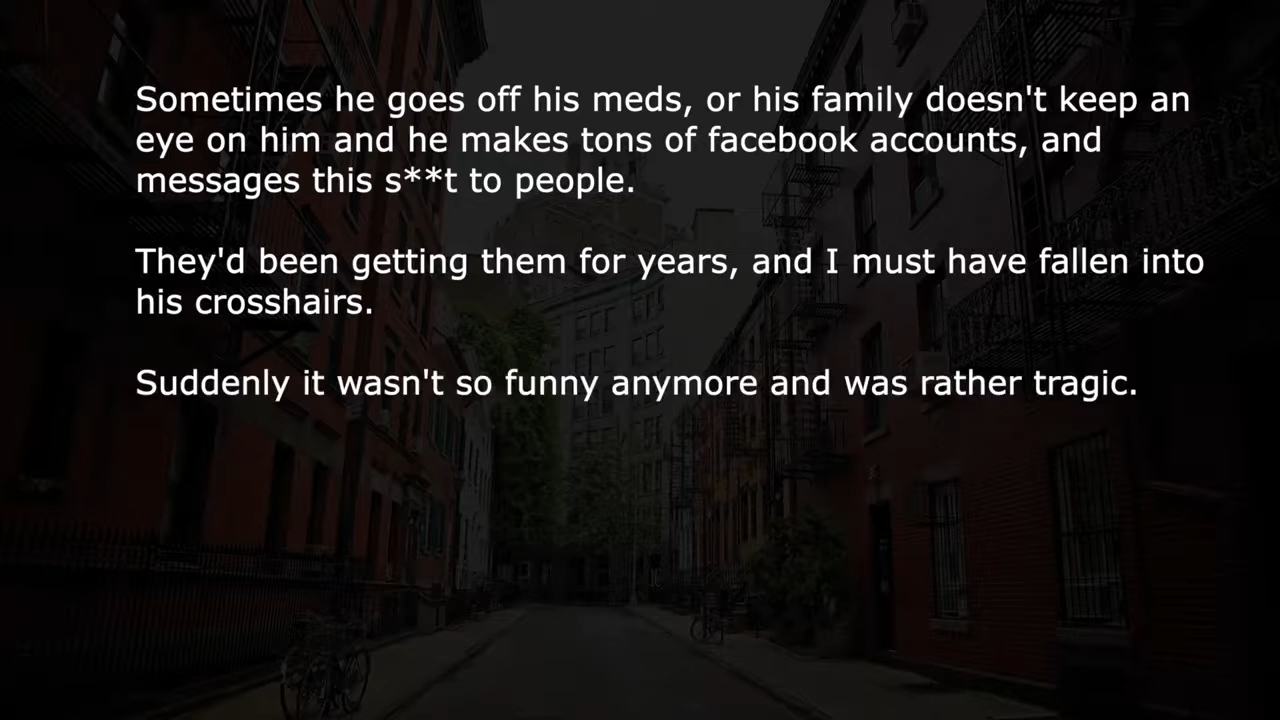 Sometimes he goes off his meds, or his family doesn't keep an
eye on him and he makes tons of facebook accounts, and
messages this s**t to people.
They'd been getting them for years, and I must have fallen into
his crosshairs.
Suddenly it wasn't so funny anymore and was rather tragic.